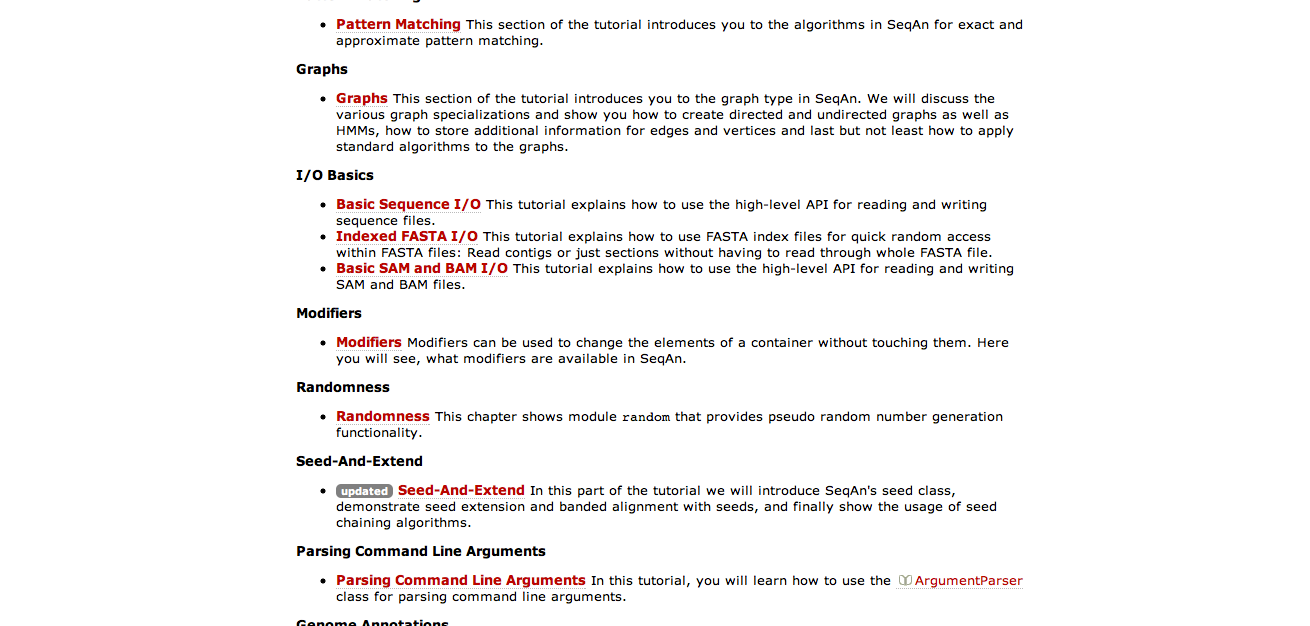 Pattern Matching This section of the tutorial introduces you to the algorithms in SeqAn for exact and
approximate pattern matching.
Graphs
Graphs This section of the tutorial introduces you to the graph type in SeqAn. We will discuss the
various graph specializations and show you how to create directed and undirected graphs as well as
HMMs, how to store additional information for edges and vertices and last but not least how to apply
standard algorithms to the graphs.
I/O Basics
Basic Sequence I/O This tutorial explains how to use the high-level API for reading and writing
sequence files.
Indexed FASTA I/O This tutorial explains how to use FASTA index files for quick random access
within FASTA files: Read contigs or just sections without having to read through whole FASTA file.
Basic SAM and BAM I/O This tutorial explains how to use the high-level API for reading and writing
SAM and BAM files.
Modifiers
Modifiers Modifiers can be used to change the elements of a container without touching them. Here
you will see, what modifiers are available in SeqAn.
Randomness
Randomness This chapter shows module random that provides pseudo random number generation
functionality.
Seed-And-Extend
updated Seed-And-Extend In this part of the tutorial we will introduce SeqAn's seed class,
demonstrate seed extension and banded alignment with seeds, and finally show the usage of seed
chaining algorithms.
Parsing Command Line Arguments
Parsing Command Line Arguments In this tutorial, you will learn how to use the ArgumentParser
class for parsing command line arguments.
Genome Annotations